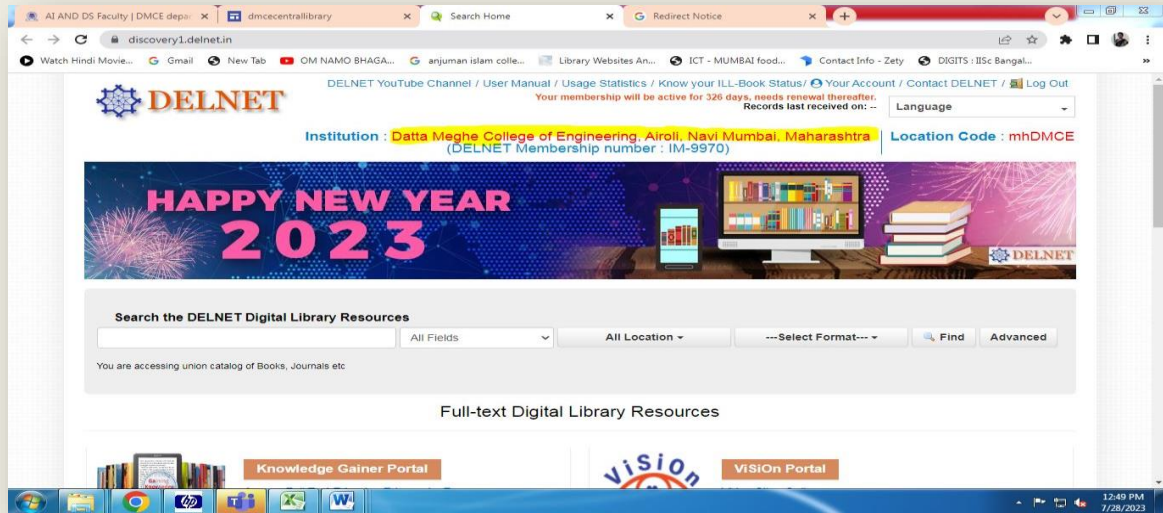 AI AND DS Faculty | DMCE depar
dmcecentrallibrary
Search Home
Redirect Notice
discovery1.delnet.in
Watch Hindi Movie...
Gmail
New Tab
OM NAMO BHAGA...
anjuman islam colle...
Library Websites An...
ICT - MUMBAI food...
Contact Info - Zety
DIGITS : IISc Bangal...
DELNET
DELNET YouTube Channel / User Manual / Usage Statistics / Know your ILL-Book Status/ Your Account / Contact DELNET / Log Out
Your membership will be active for 326 days, needs renewal thereafter.
Records last received on: --
Language
Institution : Datta Meghe College of Engineering, Airoli, Navi Mumbai, Maharashtra
(DELNET Membership number : IM-9970)
Location Code : mhDMCE
HAPPY NEW YEAR
2023
DELNET
Search the DELNET Digital Library Resources
All Fields
All Location
---Select Format---
Find
Advanced
You are accessing union catalog of Books, Journals etc
Full-text Digital Library Resources
Knowledge Gainer Portal
ViSiOn
ViSiOn Portal
12:49 PM
7/28/2023